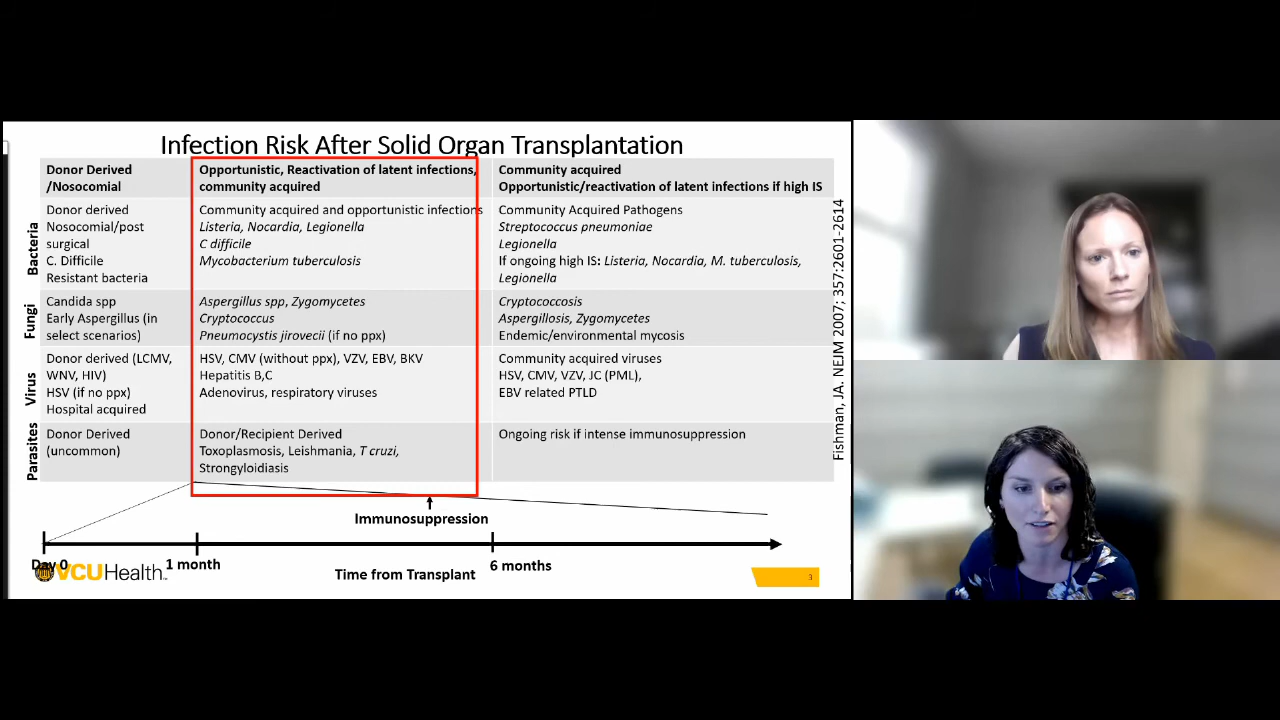 Infection Risk After Solid Organ Transplantation
Donor Derived
/Nosocomial
Opportunistic, Reactivation of latent infections,
community acquired
Community acquired
Opportunistic/reactivation of latent infections if high IS
Bacteria
Donor derived
Nosocomial/post
surgical
C. Difficile
Resistant bacteria
Community acquired and opportunistic infections
Listeria, Nocardia, Legionella
C difficile
Mycobacterium tuberculosis
Community Acquired Pathogens
Streptococcus pneumoniae
Legionella
If ongoing high IS: Listeria, Nocardia, M. tuberculosis,
Legionella
Fungi
Candida spp
Early Aspergillus (in
select scenarios)
Aspergillus spp, Zygomycetes
Cryptococcus
Pneumocystis jirovecii (if no ppx)
Cryptococcosis
Aspergillosis, Zygomycetes
Endemic/environmental mycosis
Virus
Donor derived (LCMV,
WNV, HIV)
HSV (if no ppx)
Hospital acquired
HSV, CMV (without ppx), VZV, EBV, BKV
Hepatitis B,C
Adenovirus, respiratory viruses
Community acquired viruses
HSV, CMV, VZV, JC (PML),
EBV related PTLD
Parasites
Donor Derived
(uncommon)
Donor/Recipient Derived
Toxoplasmosis, Leishmania, T cruzi,
Strongyloidiasis
Ongoing risk if intense immunosuppression
Fishman, JA. NEJM 2007; 357:2601-2614
Immunosuppression
Day 0
1 month
6 months
Time from Transplant
VCUHealth™
3